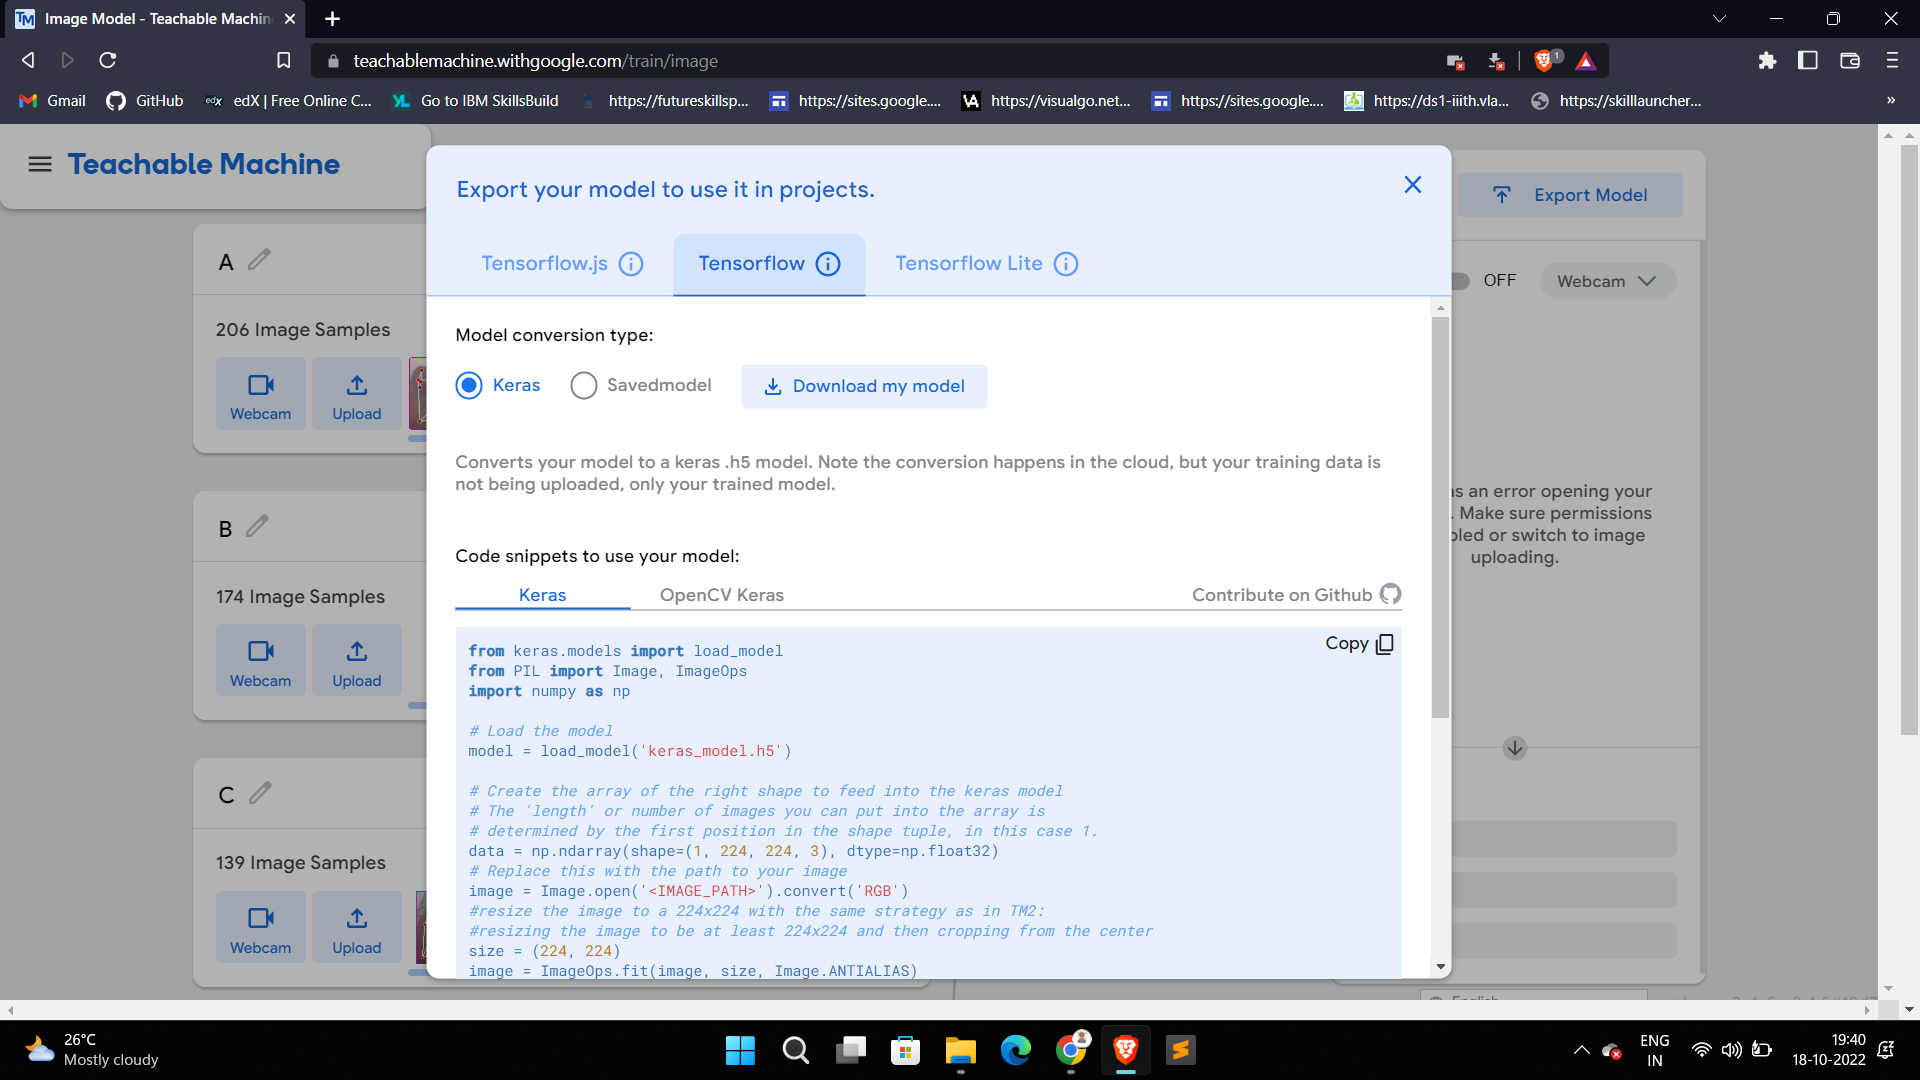 Image Model - Teachable Machin
teachablemachine.withgoogle.com/train/image
1
Gmail
GitHub
edX | Free Online C...
Go to IBM SkillsBuild
https://futureskillsp...
https://sites.google....
https://visualgo.net...
https://sites.google....
https://ds1-iiith.vla...
https://skilllauncher...
»
Teachable Machine
Export your model to use it in projects.
Export Model
Tensorflow.js
Tensorflow
Tensorflow Lite
OFF
Webcam
A
206 Image Samples
Webcam
Upload
B
174 Image Samples
Webcam
Upload
C
139 Image Samples
Webcam
Upload
Model conversion type:
Keras
Savedmodel
Download my model
Converts your model to a keras .h5 model. Note the conversion happens in the cloud, but your training data is
not being uploaded, only your trained model.
Code snippets to use your model:
Keras
OpenCV Keras
Contribute on Github
Copy
from keras.models import load_model
from PIL import Image, ImageOps
import numpy as np
# Load the model
model = load_model('keras_model.h5')
# Create the array of the right shape to feed into the keras model
# The 'length' or number of images you can put into the array is
# determined by the first position in the shape tuple, in this case 1.
data = np.ndarray(shape=(1, 224, 224, 3), dtype=np.float32)
# Replace this with the path to your image
image = Image.open('<IMAGE_PATH>').convert('RGB')
#resize the image to a 224x224 with the same strategy as in TM2:
#resizing the image to be at least 224x224 and then cropping from the center
size = (224, 224)
image = ImageOps.fit(image, size, Image.ANTIALIAS)
as an error opening your
. Make sure permissions
bled or switch to image
uploading.
English
26°C
Mostly cloudy
ENG
IN
19:40
18-10-2022